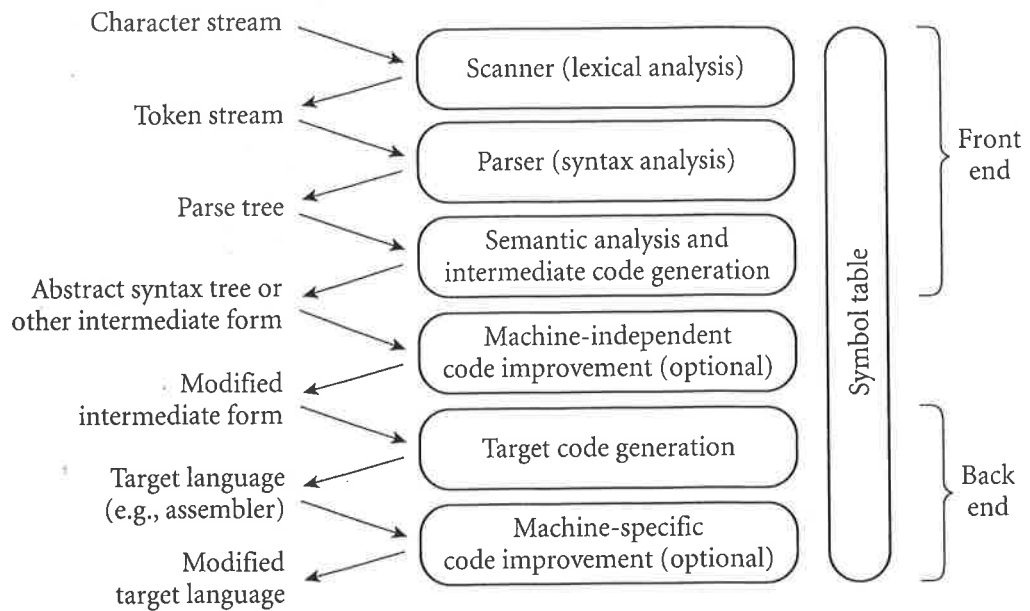 Character stream
Scanner (lexical analysis)
Token stream
Parser (syntax analysis)
Parse tree
Semantic analysis and
intermediate code generation
Abstract syntax tree or
other intermediate form
Machine-independent
code improvement (optional)
Modified
intermediate form
Target code generation
Target language
(e.g., assembler)
Machine-specific
code improvement (optional)
Modified
target language
Symbol table
Front
end
Back
end